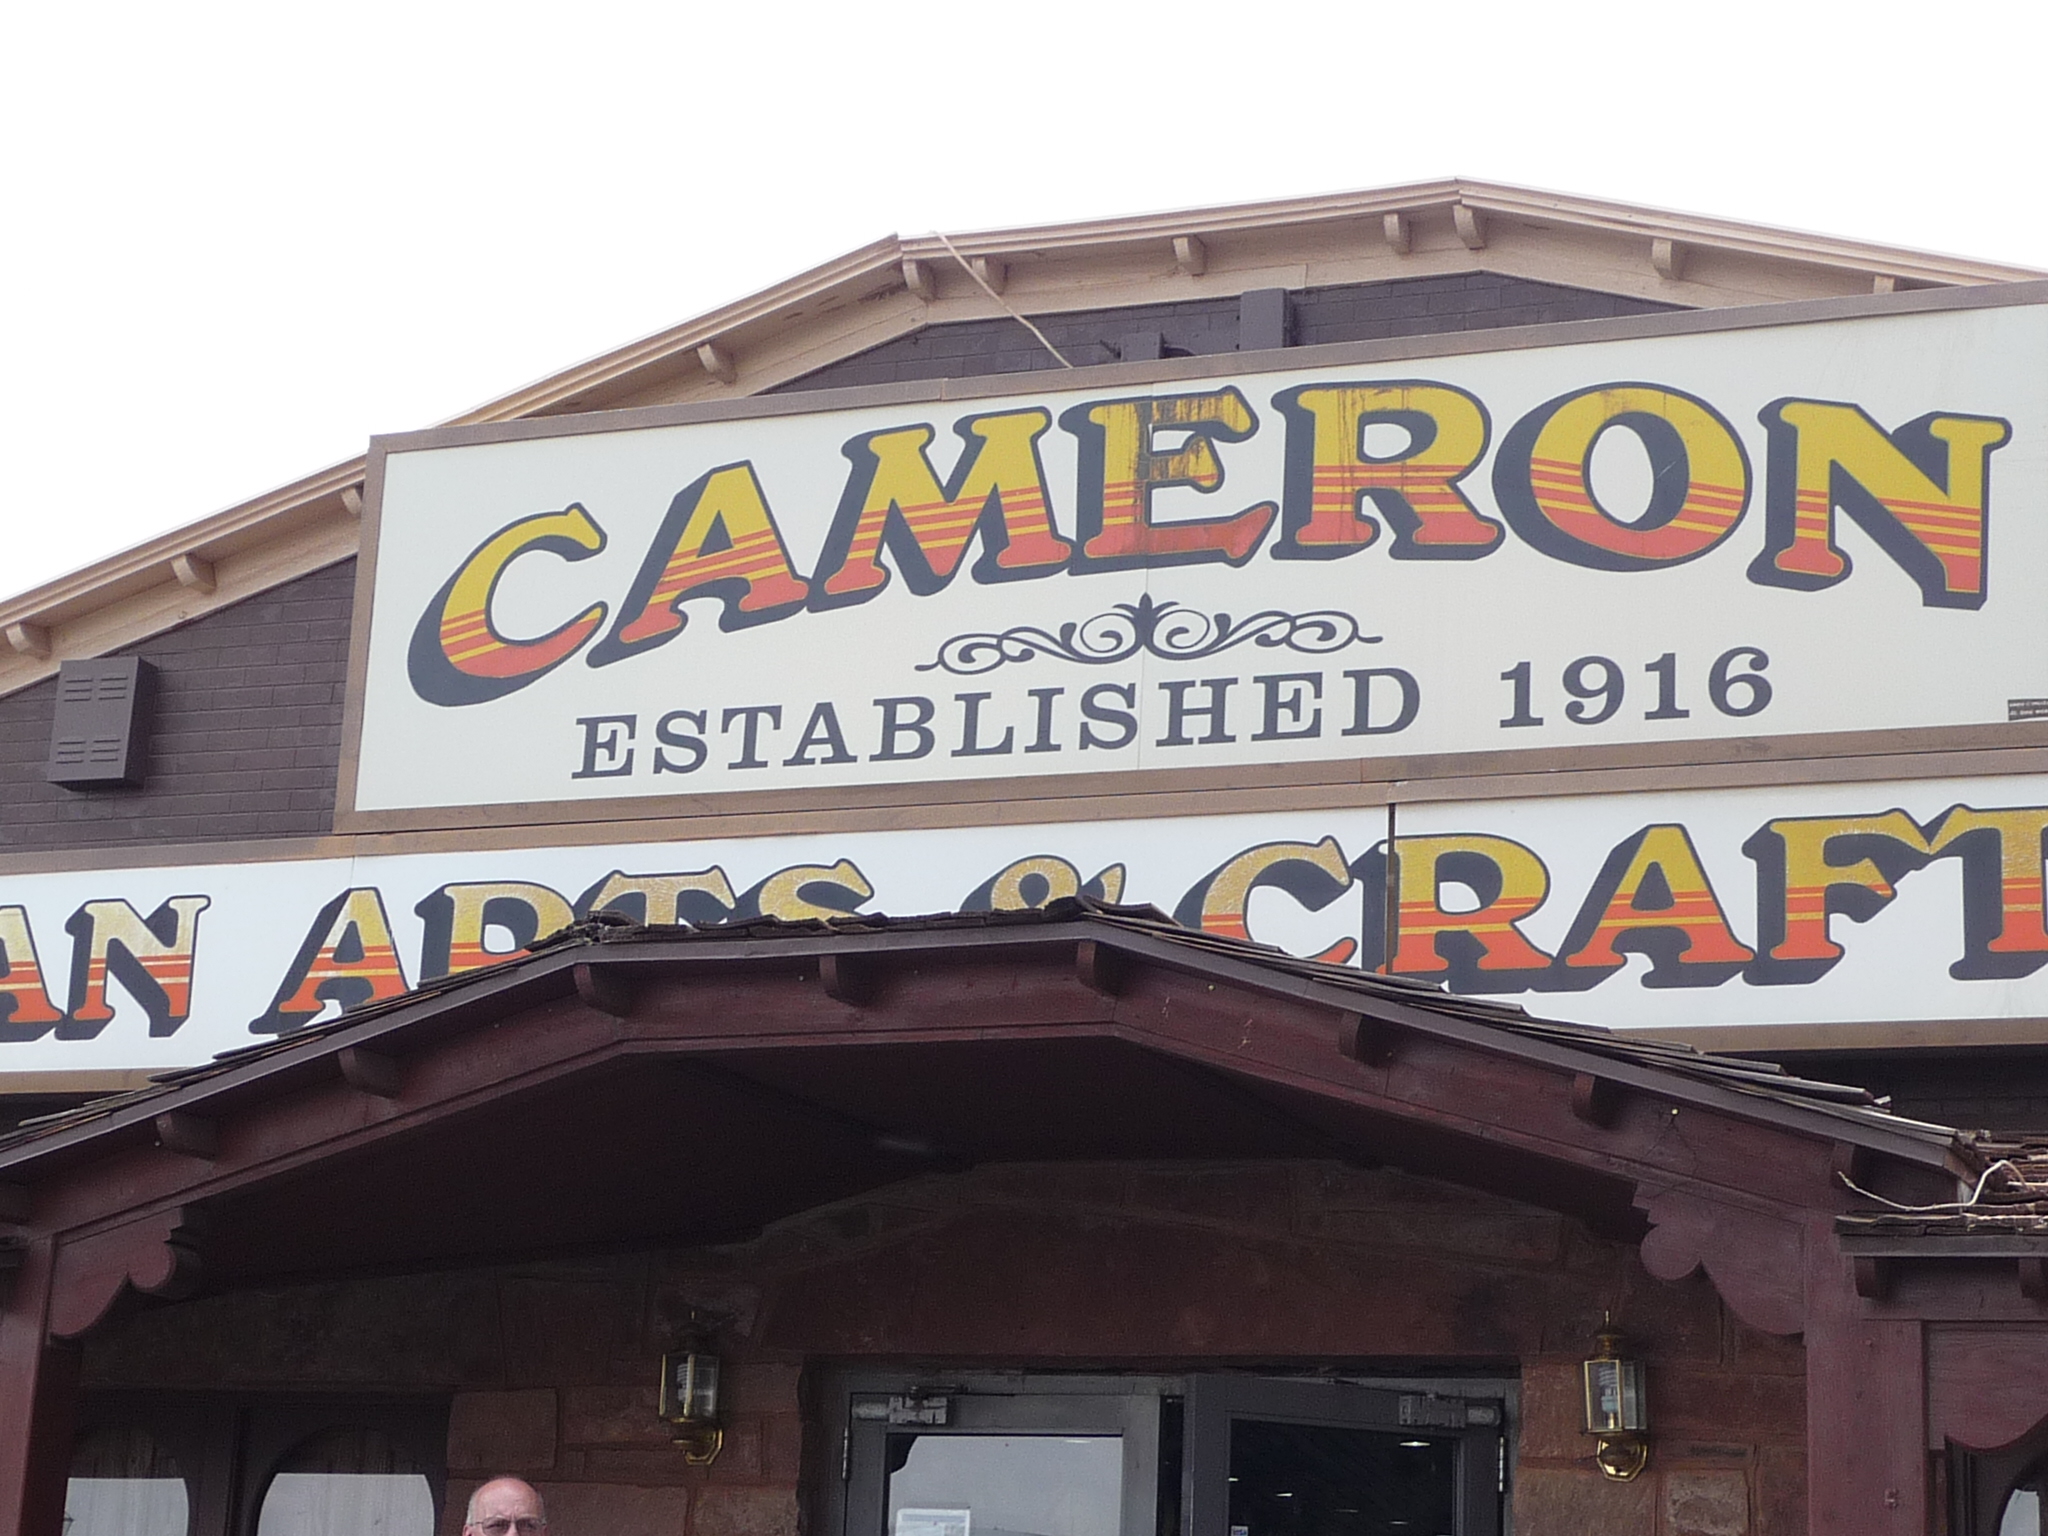 CAMERON
ESTABLISHED 1916
AN ARTS & CRAFT